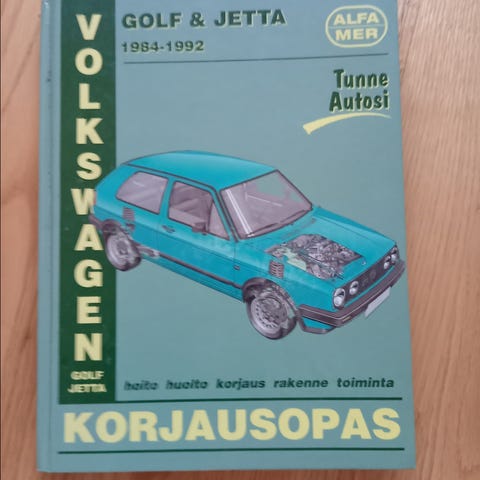 VOLKSWAGEN
GOLF
JETTA
GOLF & JETTA
1984-1992
ALFA
MER
Tunne
Autosi
hoito huolto korjaus rakenne toiminta
KORJAUSOPAS